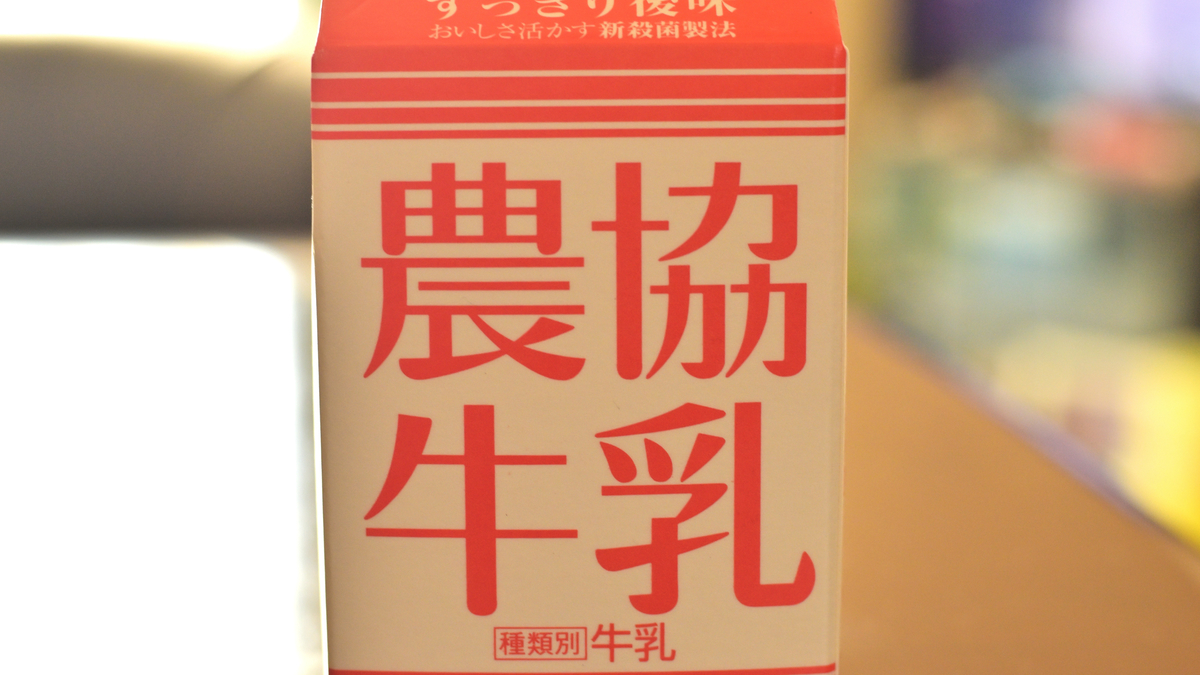 すっきり後味
おいしさ活かす新殺菌製法
農協
牛乳
種類別 牛乳